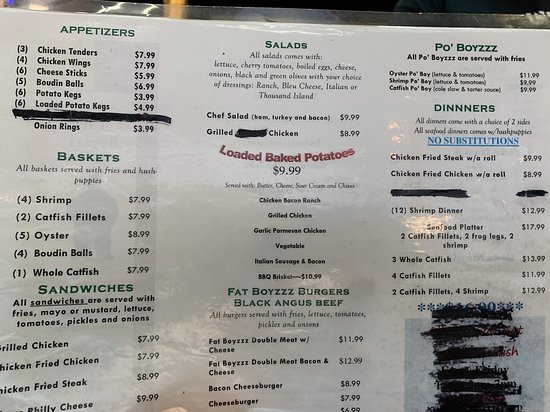 APPETIZERS
(3) Chicken Tenders $7.99
(4) Chicken Wings $7.99
(6) Cheese Sticks $5.99
(5) Boudin Balls $6.99
(6) Potato Kegs $3.99
(6) Loaded Potato Kegs $4.99
Onion Rings $3.99
BASKETS
All baskets served with fries and hush
puppies
(4) Shrimp $7.99
(2) Catfish Fillets $7.99
(5) Oyster $8.99
(4) Boudin Balls $7.99
(1) Whole Catfish $7.99
SANDWICHES
All sandwiches are served with
fries, mayo or mustard, lettuce,
tomatoes, pickles and onions
Grilled Chicken $7.99
Chicken Fried Chicken $7.99
Chicken Fried Steak $8.99
Philly Cheese $7.99
SALADS
All salads comes with:
lettuce, cherry tomatoes, boiled eggs, cheese,
onions, black and green olives with your choice
of dressings: Ranch, Bleu Cheese, Italian or
Thousand Island
Chef Salad (ham, turkey and bacon) $9.99
Grilled Chicken $8.99
Loaded Baked Potatoes
$9.99
Served with: Butter, Cheese, Sour Cream and Chives
Chicken Bacon Ranch
Grilled Chicken
Garlic Parmesan Chicken
Vegetable
Italian Sausage & Bacon
BBQ Brisket----$10.99
FAT BOYZZZ BURGERS
BLACK ANGUS BEEF
All burgers served with fries, lettuce, tomatoes,
pickles and onions
Fat Boyzzz Double Meat w/ $11.99
Cheese
Fat Boyzzz Double Meat Bacon & $12.99
Cheese
Bacon Cheeseburger $8.99
Cheeseburger $7.99
$6.99
PO' BOYZZZ
All Po' Boyzzz are served with fries
Oyster Po' Boy (lettuce & tomatoes) $11.99
Shrimp Po' Boy (lettuce & tomatoes) $9.99
Catfish Po' Boy (cole slaw & tarter sauce) $9.99
DINNNERS
All dinners come with a choice of 2 sides
All seafood dinners comes w/hushpuppies
NO SUBSTITUTIONS
Chicken Fried Steak w/a roll $9.99
Chicken Fried Chicken w/a roll $8.99
(12) Shrimp Dinner $12.99
Seafood Platter $17.99
2 Catfish Fillets, 2 frog legs, 2
shrimp
3 Whole Catfish $13.99
4 Catfish Fillets $11.99
2 Catfish Fillets, 4 Shrimp $12.99